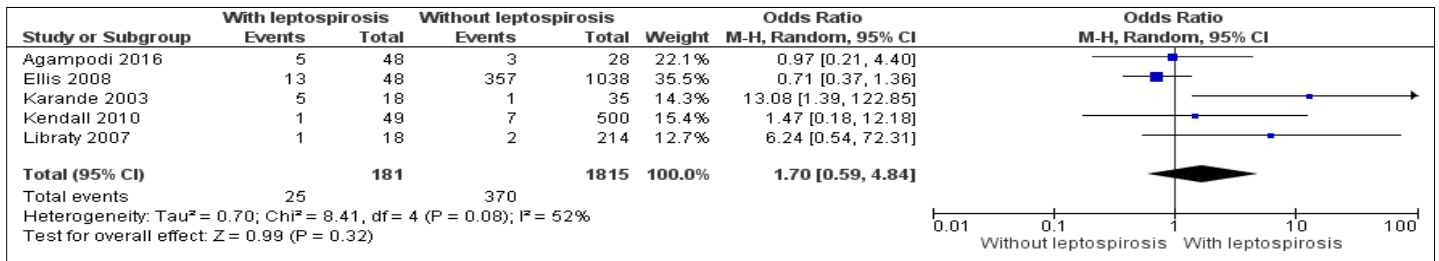 With leptospirosis Without leptospirosis Odds Ratio Odds Ratio
Study or Subgroup Events Total Events Total Weight M-H, Random, 95% CI M-H, Random, 95% CI
Agampodi 2016 5 48 3 28 22.1% 0.97 [0.21, 4.40]
Ellis 2008 13 48 357 1038 35.5% 0.71 [0.37, 1.36]
Karande 2003 5 18 1 35 14.3% 13.08 [1.39, 122.85]
Kendall 2010 1 49 7 500 15.4% 1.47 [0.18, 12.18]
Libraty 2007 1 18 2 214 12.7% 6.24 [0.54, 72.31]
Total (95% CI) 181 1815 100.0% 1.70 [0.59, 4.84]
Total events 25 370
Heterogeneity: Tau² = 0.70; Chi² = 8.41, df = 4 (P = 0.08); I² = 52%
Test for overall effect: Z = 0.99 (P = 0.32)
0.01 0.1 1 10 100
Without leptospirosis With leptospirosis